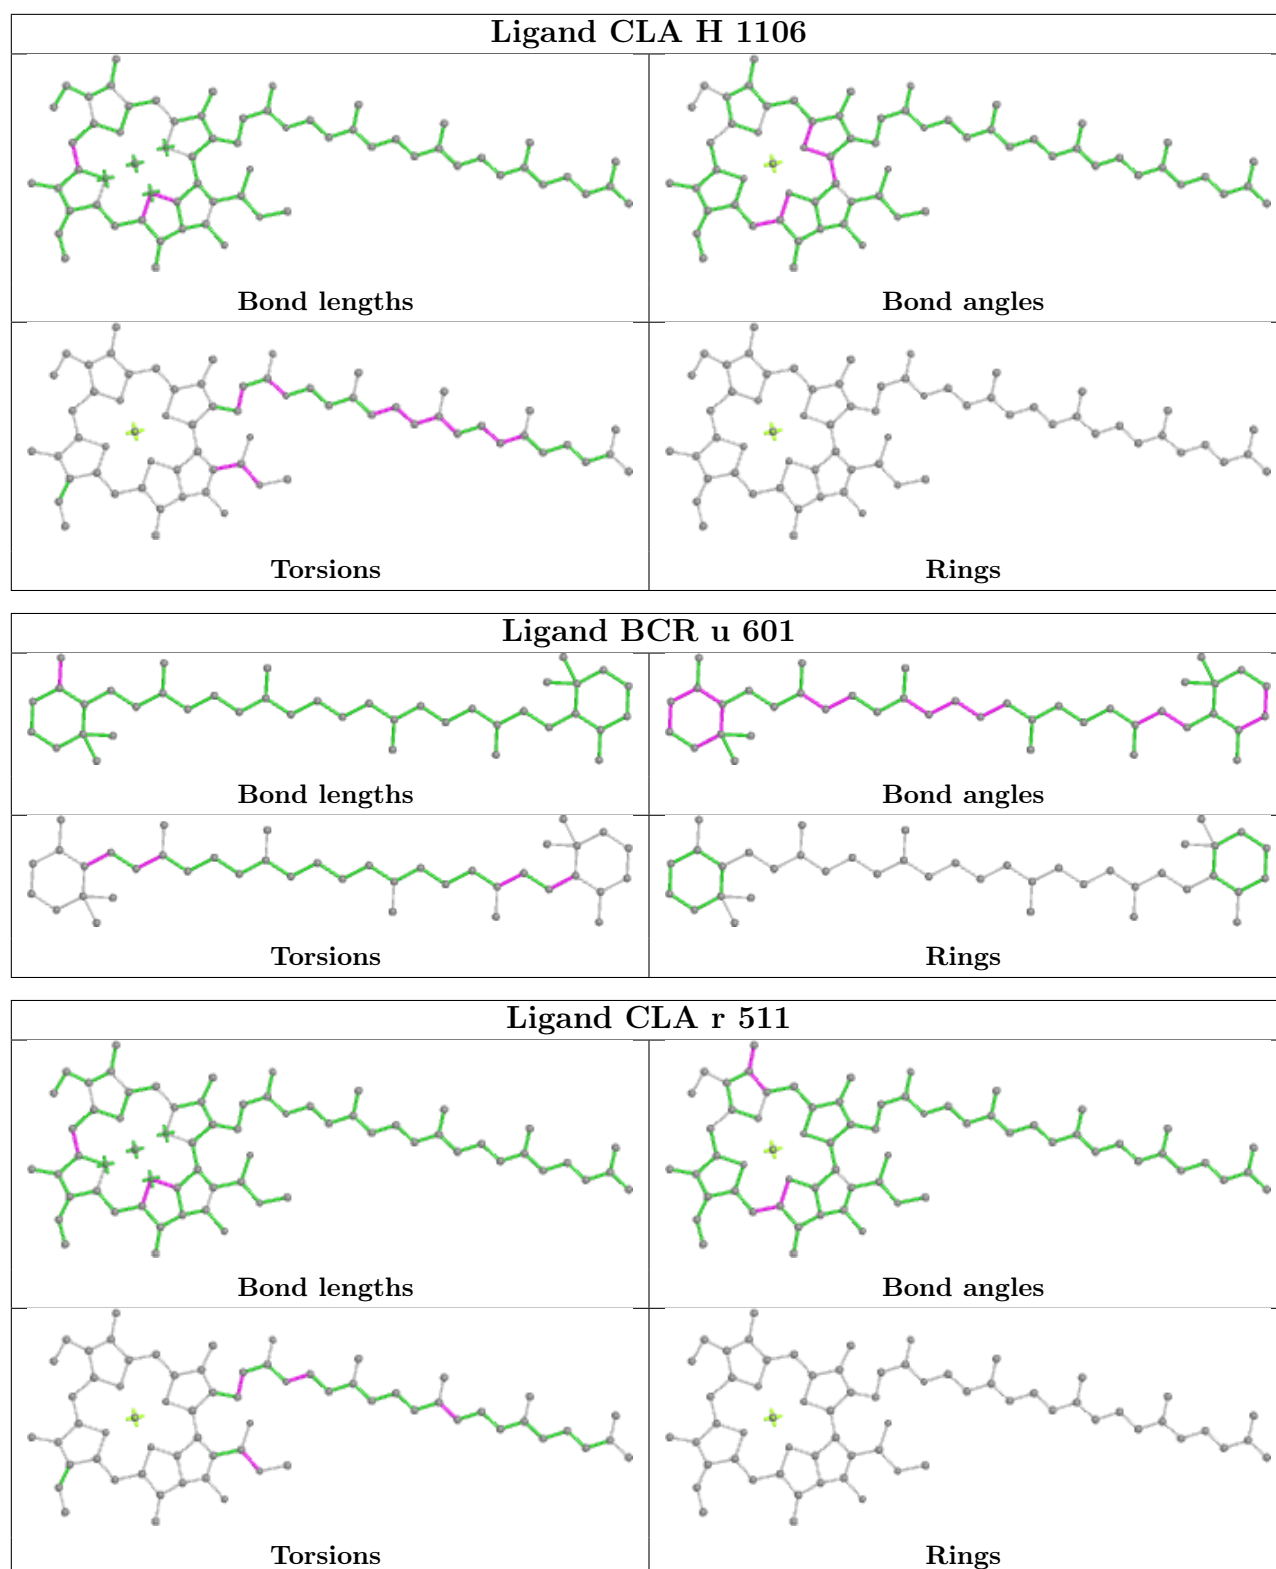 Ligand CLA H 1106
Bond lengths
Bond angles
Torsions
Rings
Ligand BCR u 601
Bond lengths
Bond angles
Torsions
Rings
Ligand CLA r 511
Bond lengths
Bond angles
Torsions
Rings